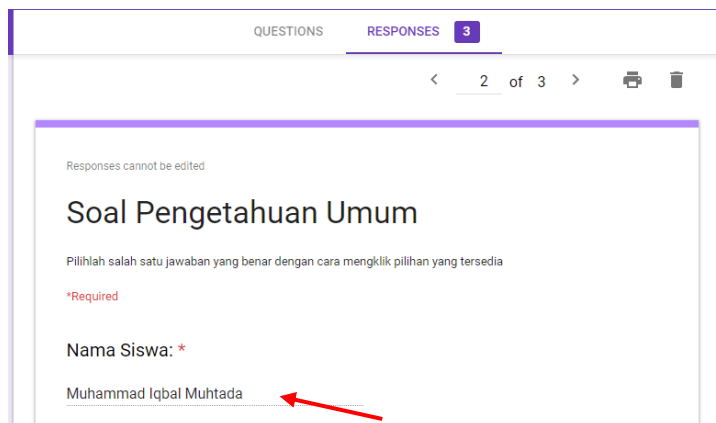 QUESTIONS RESPONSES 3
< 2 of 3 >
Responses cannot be edited
Soal Pengetahuan Umum
Pilihlah salah satu jawaban yang benar dengan cara mengklik pilihan yang tersedia
*Required
Nama Siswa: *
Muhammad Iqbal Muhtada